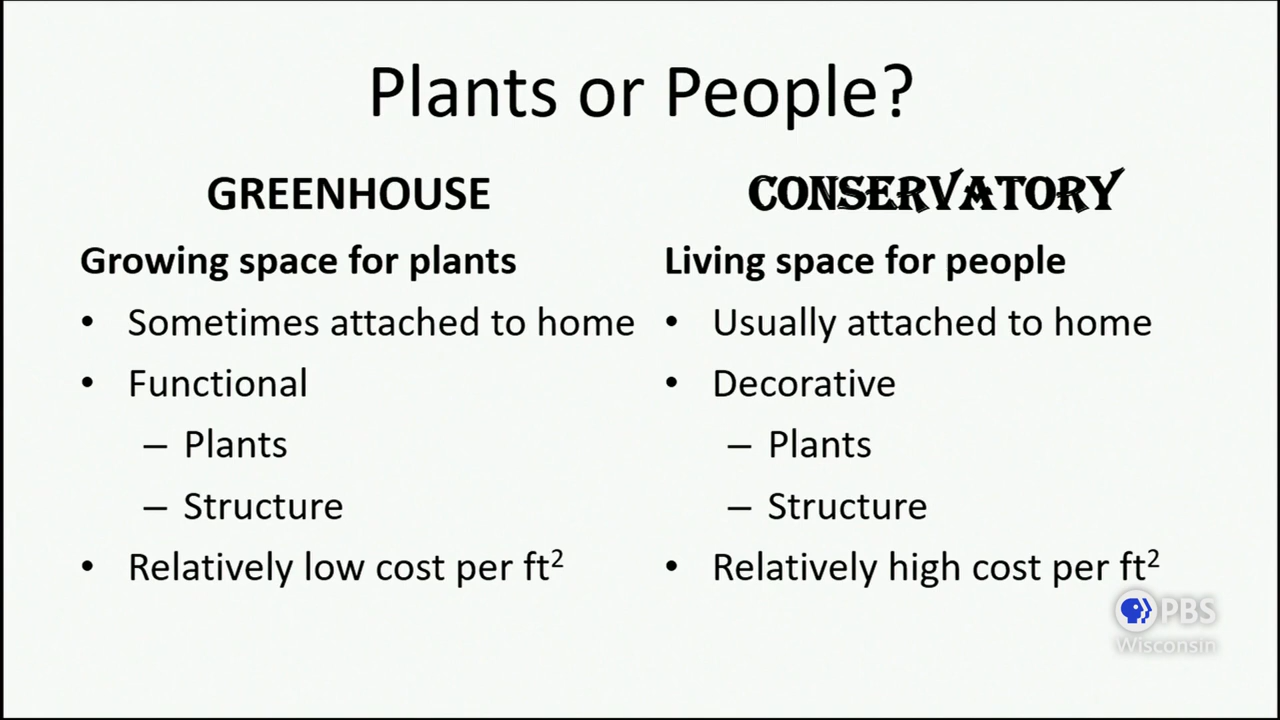 Plants or People?
GREENHOUSE
Growing space for plants
• Sometimes attached to home
• Functional
– Plants
– Structure
• Relatively low cost per ft²
CONSERVATORY
Living space for people
• Usually attached to home
• Decorative
– Plants
– Structure
• Relatively high cost per ft²
PBS
Wisconsin